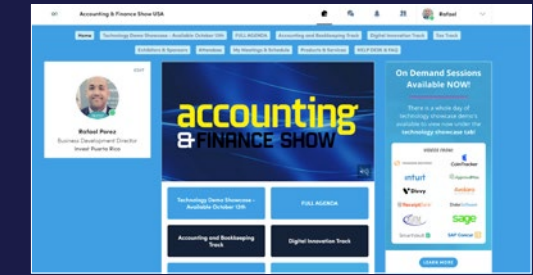 Accounting & Finance Show USA
Rafael
Home
Technology Demo Showcase - Available October 13th
FULL AGENDA
Accounting and Bookkeeping Track
Digital Innovation Track
Tax Track
Exhibitors & Sponsors
Attendees
My Meetings & Schedule
Products & Services
HELP DESK & FAQ
EDIT
Rafael Perez
Business Development Director
Invest Puerto Rico
accounting
& FINANCE SHOW
Technology Demo Showcase -
Available October 13th
FULL AGENDA
Accounting and Bookkeeping
Track
Digital Innovation Track
On Demand Sessions
Available NOW!
There is a whole day of
technology showcase demo's
available to view now under the
technology showcase tab!
VIDEOS FROM
CoinTracker
intuit
Divvy
Avalara
sage
SmartVault
SAP Concur
LEARN MORE